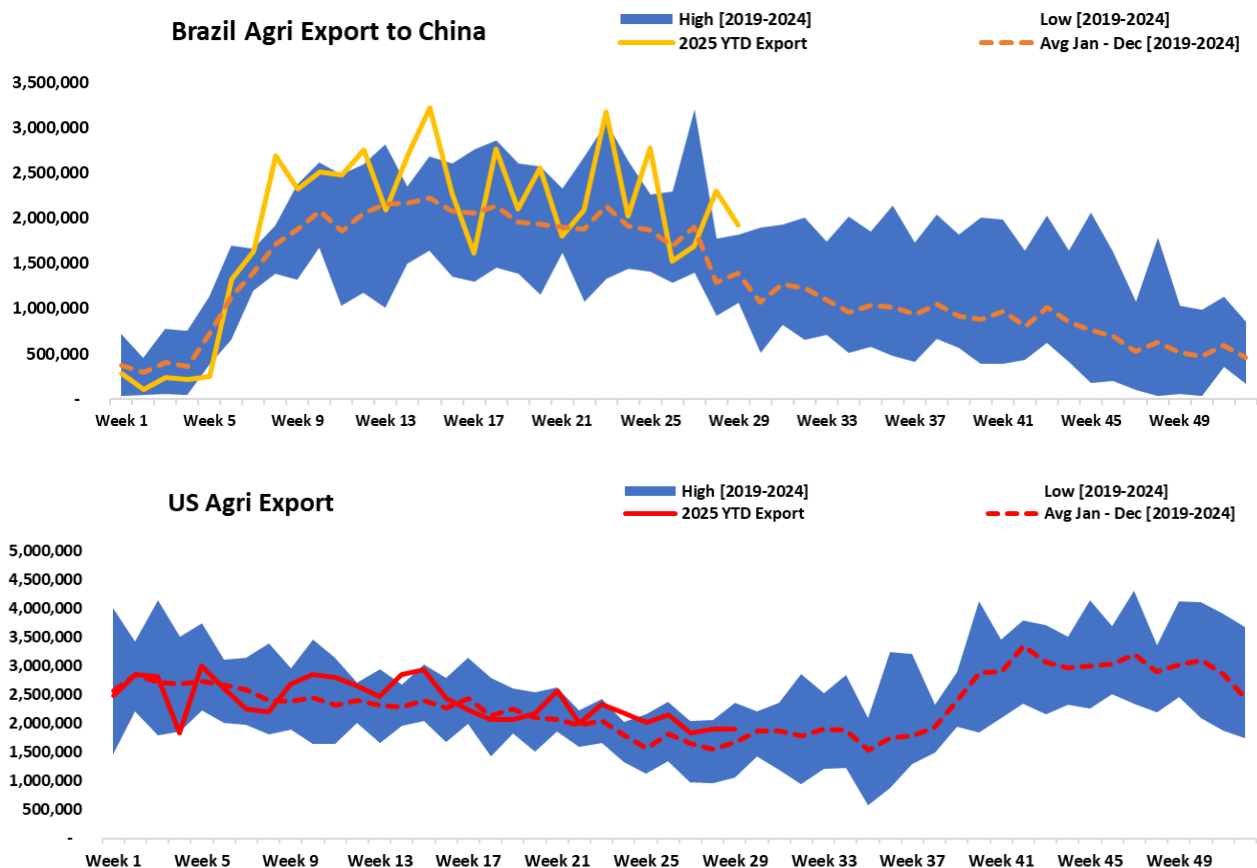 Brazil Agri Export to China
High [2019-2024]
Low [2019-2024]
2025 YTD Export
Avg Jan - Dec [2019-2024]
3,500,000
3,000,000
2,500,000
2,000,000
1,500,000
1,000,000
500,000
-
Week 1 Week 5 Week 9 Week 13 Week 17 Week 21 Week 25 Week 29 Week 33 Week 37 Week 41 Week 45 Week 49
US Agri Export
High [2019-2024]
Low [2019-2024]
2025 YTD Export
Avg Jan - Dec [2019-2024]
5,000,000
4,500,000
4,000,000
3,500,000
3,000,000
2,500,000
2,000,000
1,500,000
1,000,000
500,000
-
Week 1 Week 5 Week 9 Week 13 Week 17 Week 21 Week 25 Week 29 Week 33 Week 37 Week 41 Week 45 Week 49